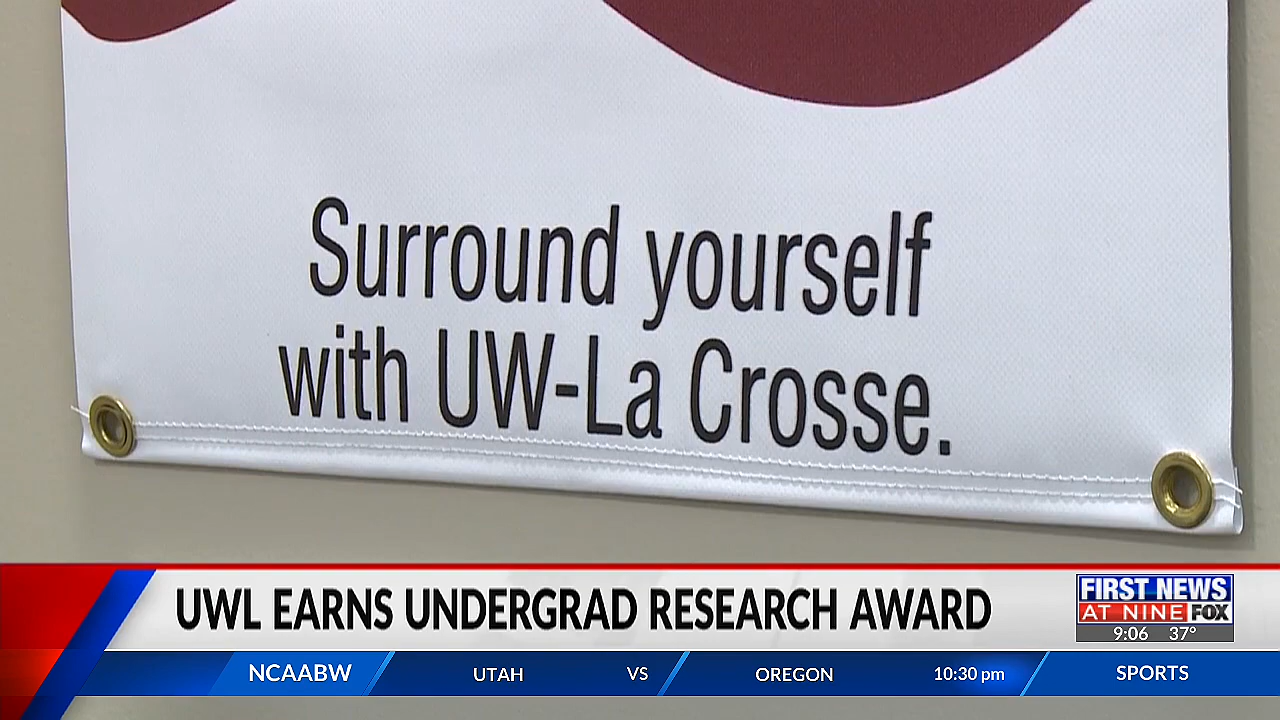 Surround yourself
with UW-La Crosse.
UWL EARNS UNDERGRAD RESEARCH AWARD
FIRST NEWS
AT NINE FOX
9:06 37°
NCAABW UTAH VS OREGON 10:30 pm SPORTS